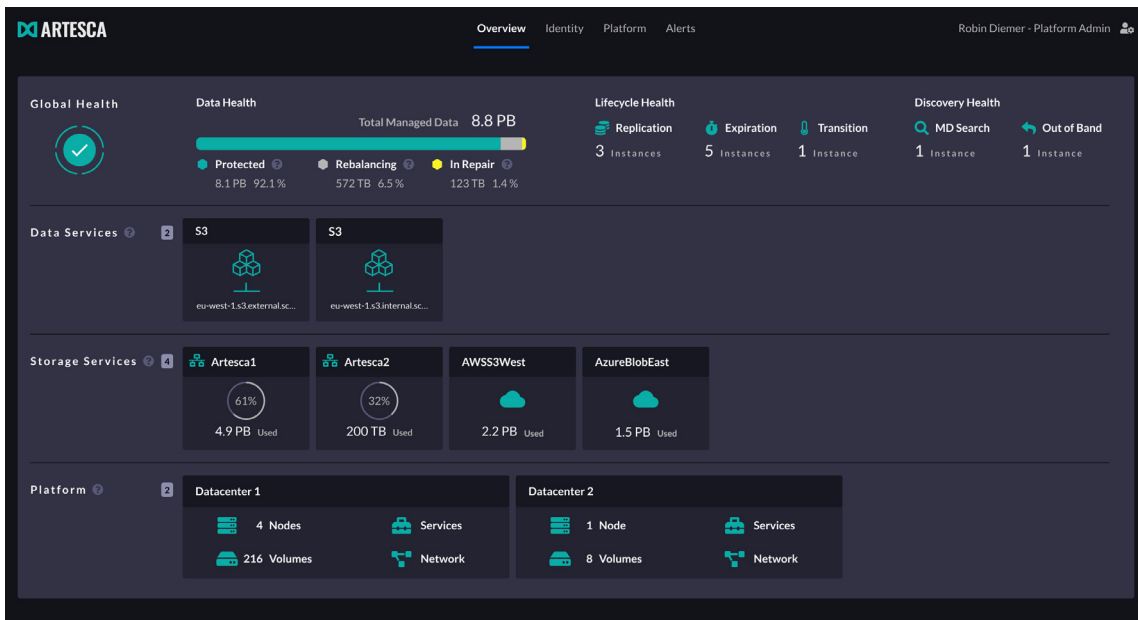 ARTESCA
Overview Identity Platform Alerts
Robin Diemer - Platform Admin
Global Health
Data Health
Total Managed Data 8.8 PB
Protected ? Rebalancing ? In Repair ?
8.1 PB 92.1 % 572 TB 6.5 % 123 TB 1.4 %
Lifecycle Health
Replication Expiration Transition
3 Instances 5 Instances 1 Instance
Discovery Health
MD Search Out of Band
1 Instance 1 Instance
Data Services ? 2
S3 S3
eu-west-1.s3.external.sc... eu-west-1.s3.internal.sc...
Storage Services ? 4
Artesca1 Artesca2 AWSS3West AzureBlobEast
61% 32%
4.9 PB Used 200 TB Used 2.2 PB Used 1.5 PB Used
Platform ? 2
Datacenter 1
4 Nodes Services
216 Volumes Network
Datacenter 2
1 Node Services
8 Volumes Network